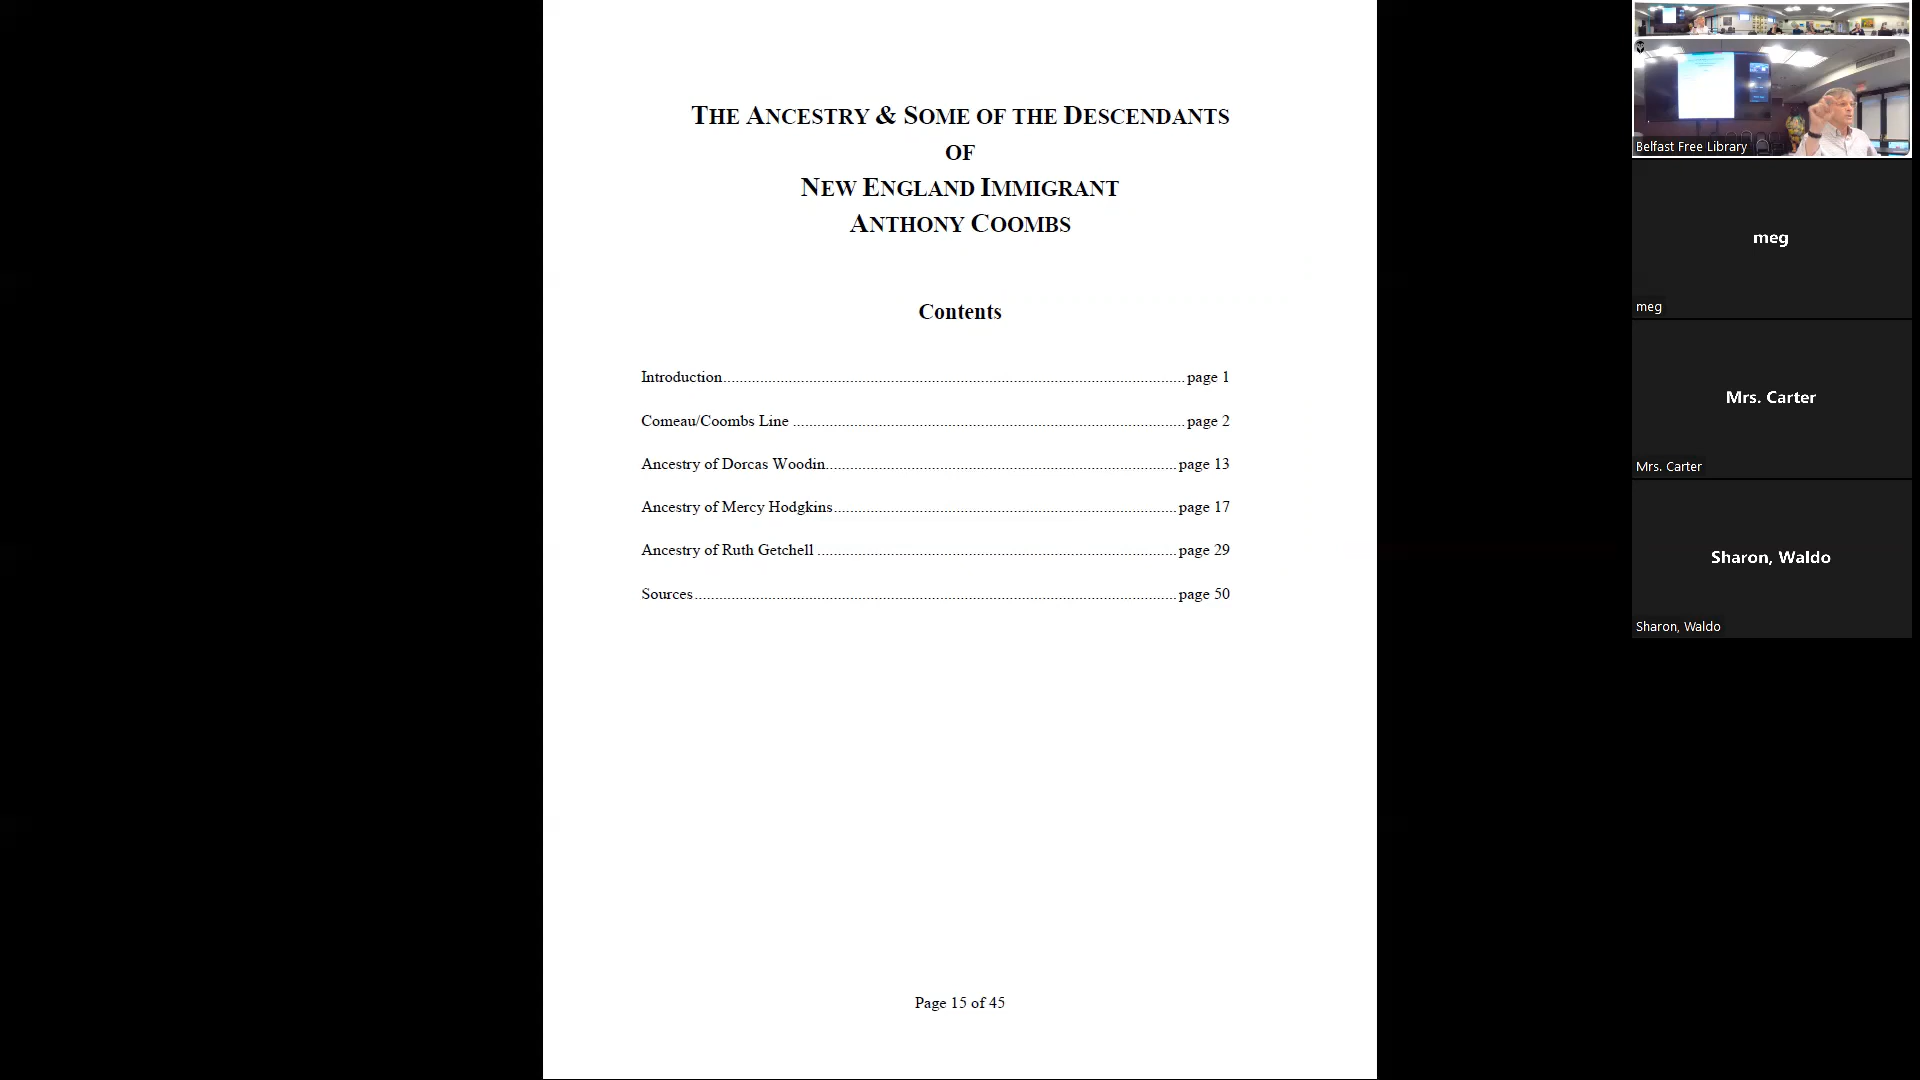 THE ANCESTRY & SOME OF THE DESCENDANTS
OF
NEW ENGLAND IMMIGRANT
ANTHONY COOMBS
Contents
Introduction................................page 1
Comeau/Coombs Line ................................page 2
Ancestry of Dorcas Woodin................................page 13
Ancestry of Mercy Hodgkins................................page 17
Ancestry of Ruth Getchell ................................page 29
Sources................................page 50
Page 15 of 45
Belfast Free Library
meg
meg
Mrs. Carter
Mrs. Carter
Sharon, Waldo
Sharon, Waldo